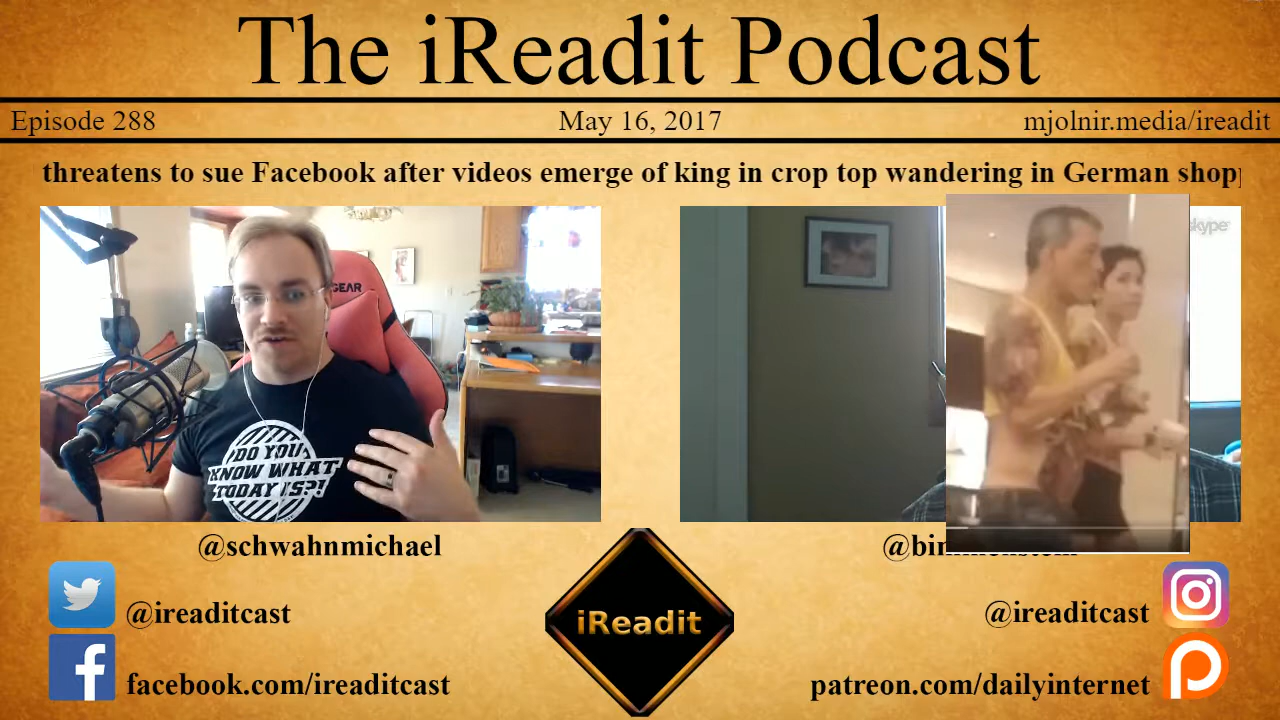 The iReadit Podcast
Episode 288
May 16, 2017
mjolnir.media/ireadit
threatens to sue Facebook after videos emerge of king in crop top wandering in German shop
GEAR
DO YOU
KNOW WHAT
TODAY IS?!
skype
@schwahnmichael
@ireaditcast
facebook.com/ireaditcast
iReadit
@ireaditcast
patreon.com/dailyinternet